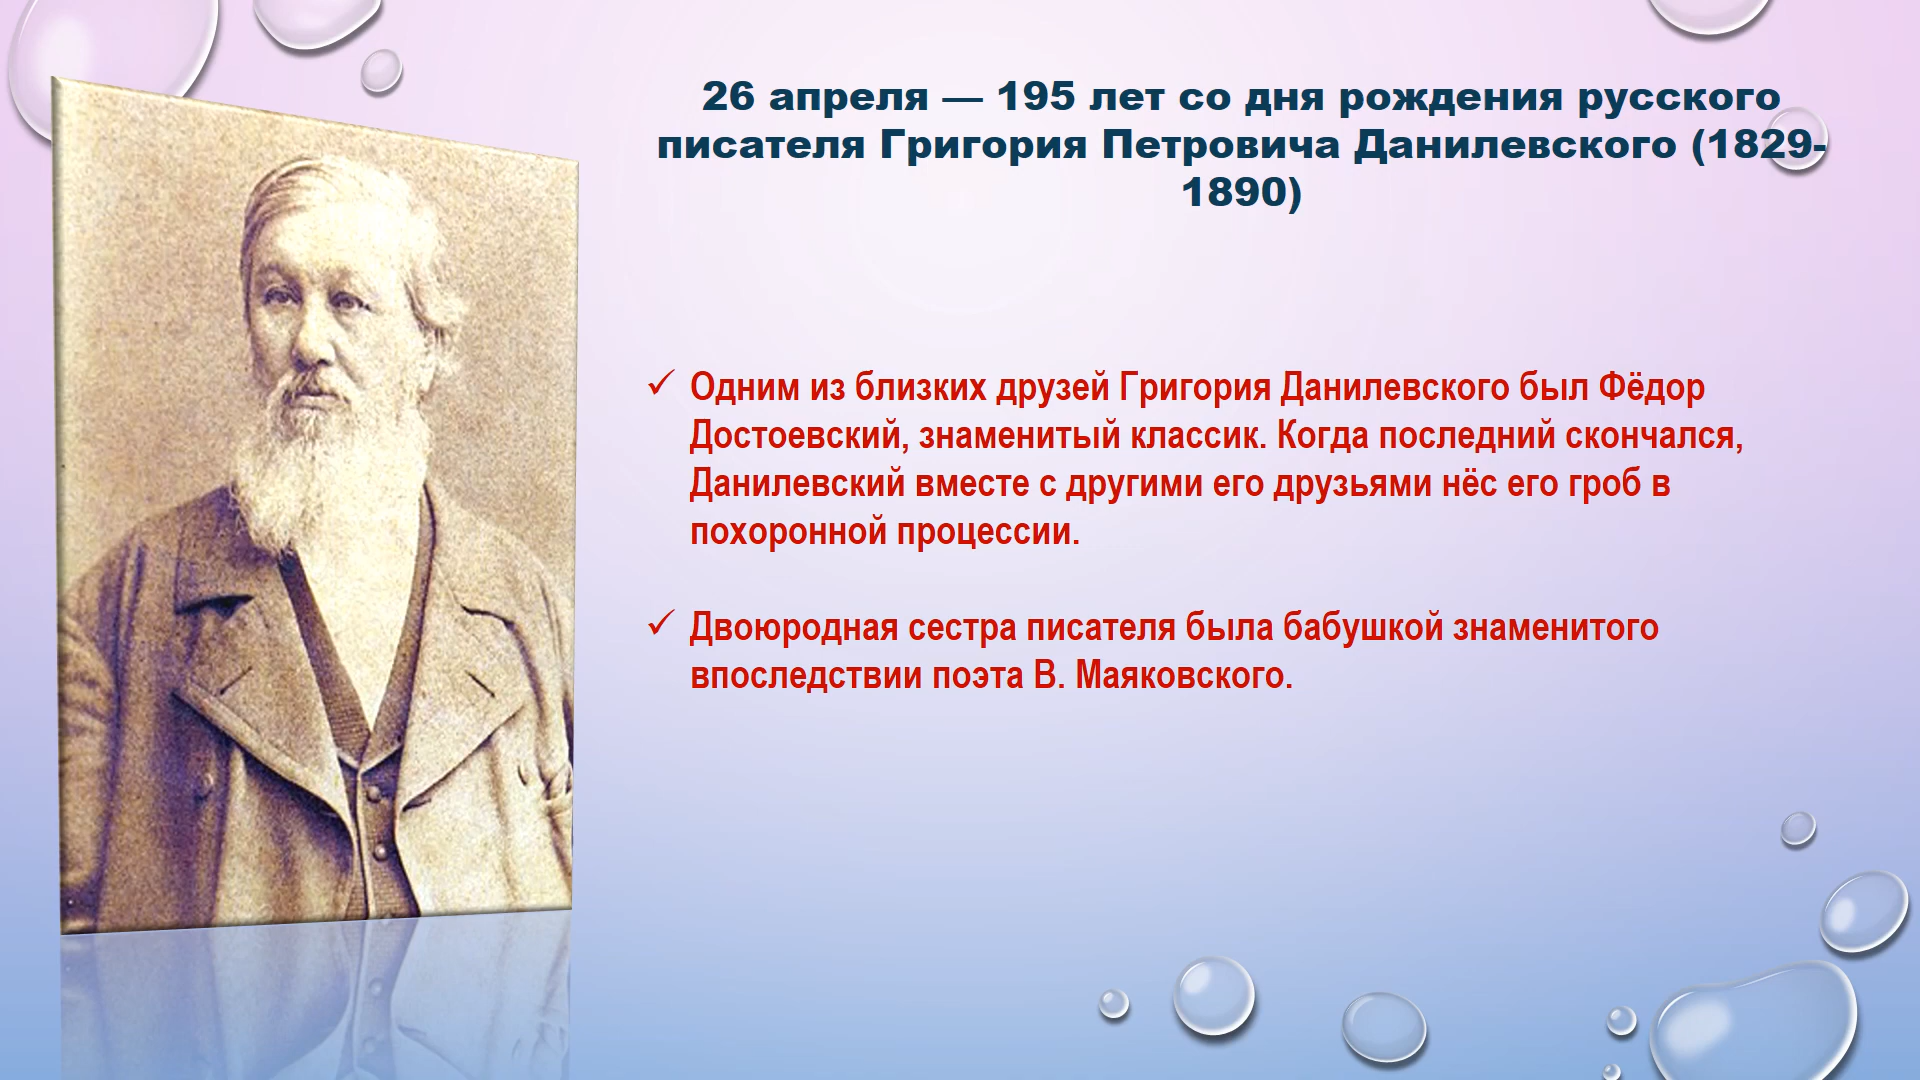 26 апреля — 195 лет со дня рождения русского
писателя Григория Петровича Данилевского (1829-
1890)
✓ Одним из близких друзей Григория Данилевского был Фёдор
Достоевский, знаменитый классик. Когда последний скончался,
Данилевский вместе с другими его друзьями нёс его гроб в
похоронной процессии.
✓ Двоюродная сестра писателя была бабушкой знаменитого
впоследствии поэта В. Маяковского.